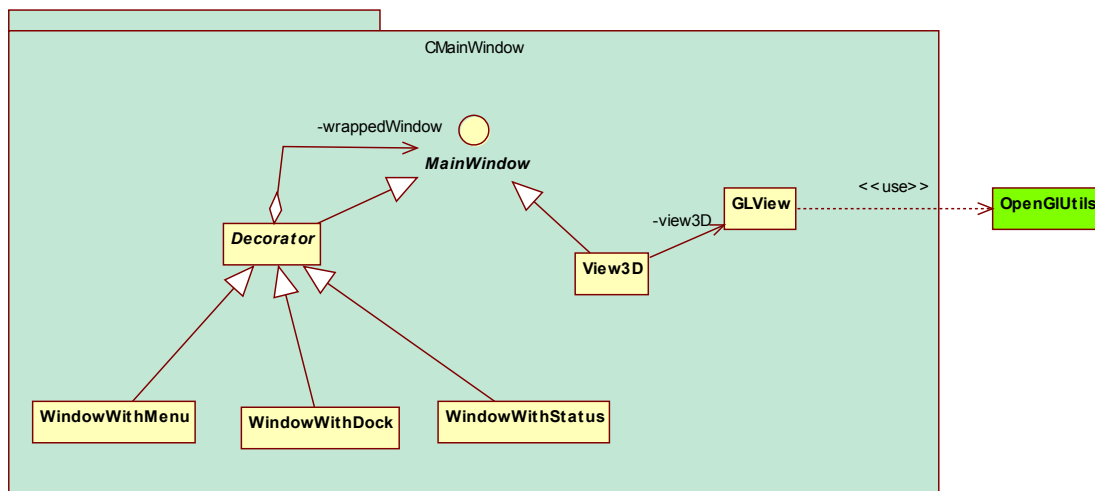 CMainWindow
-wrappedWindow
MainWindow
<<use>>
GLView
OpenGlUtils
-view3D
Decorator
View3D
WindowWithMenu
WindowWithDock
WindowWithStatus